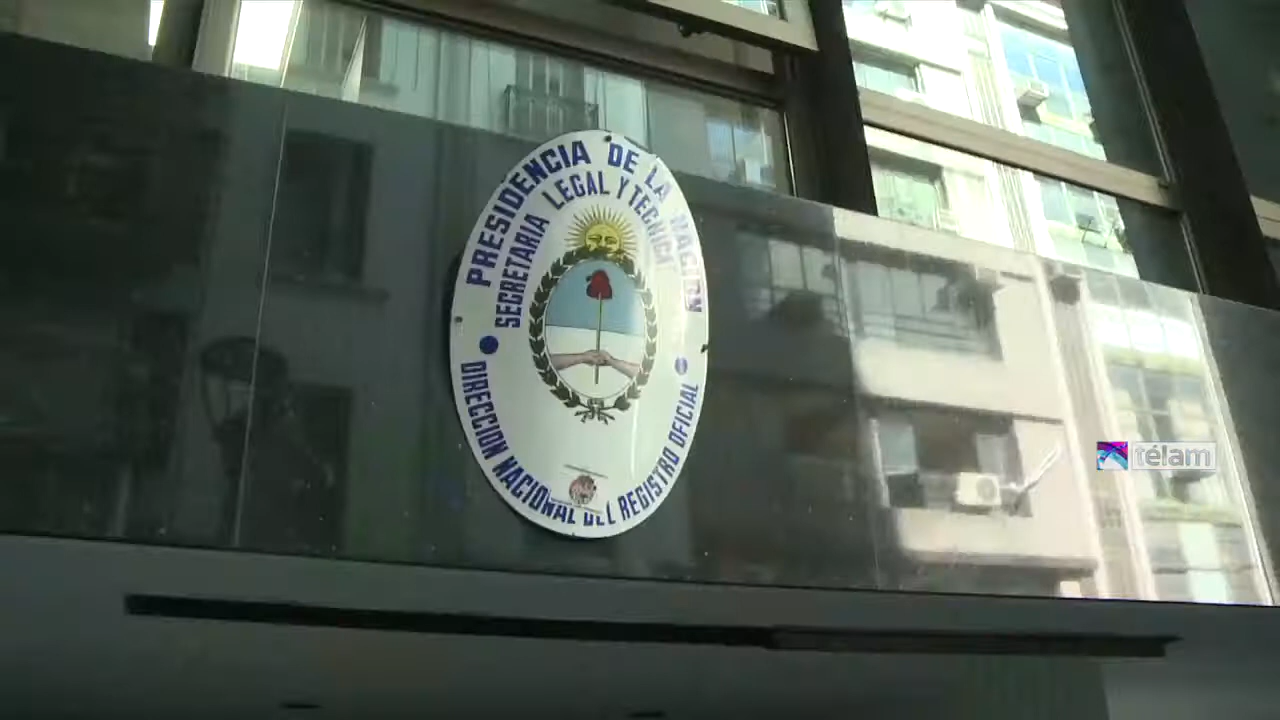 PRESIDENCIA DE LA NACION
SECRETARIA LEGAL Y TECNICA
DIRECCION NACIONAL DEL REGISTRO OFICIAL
télam